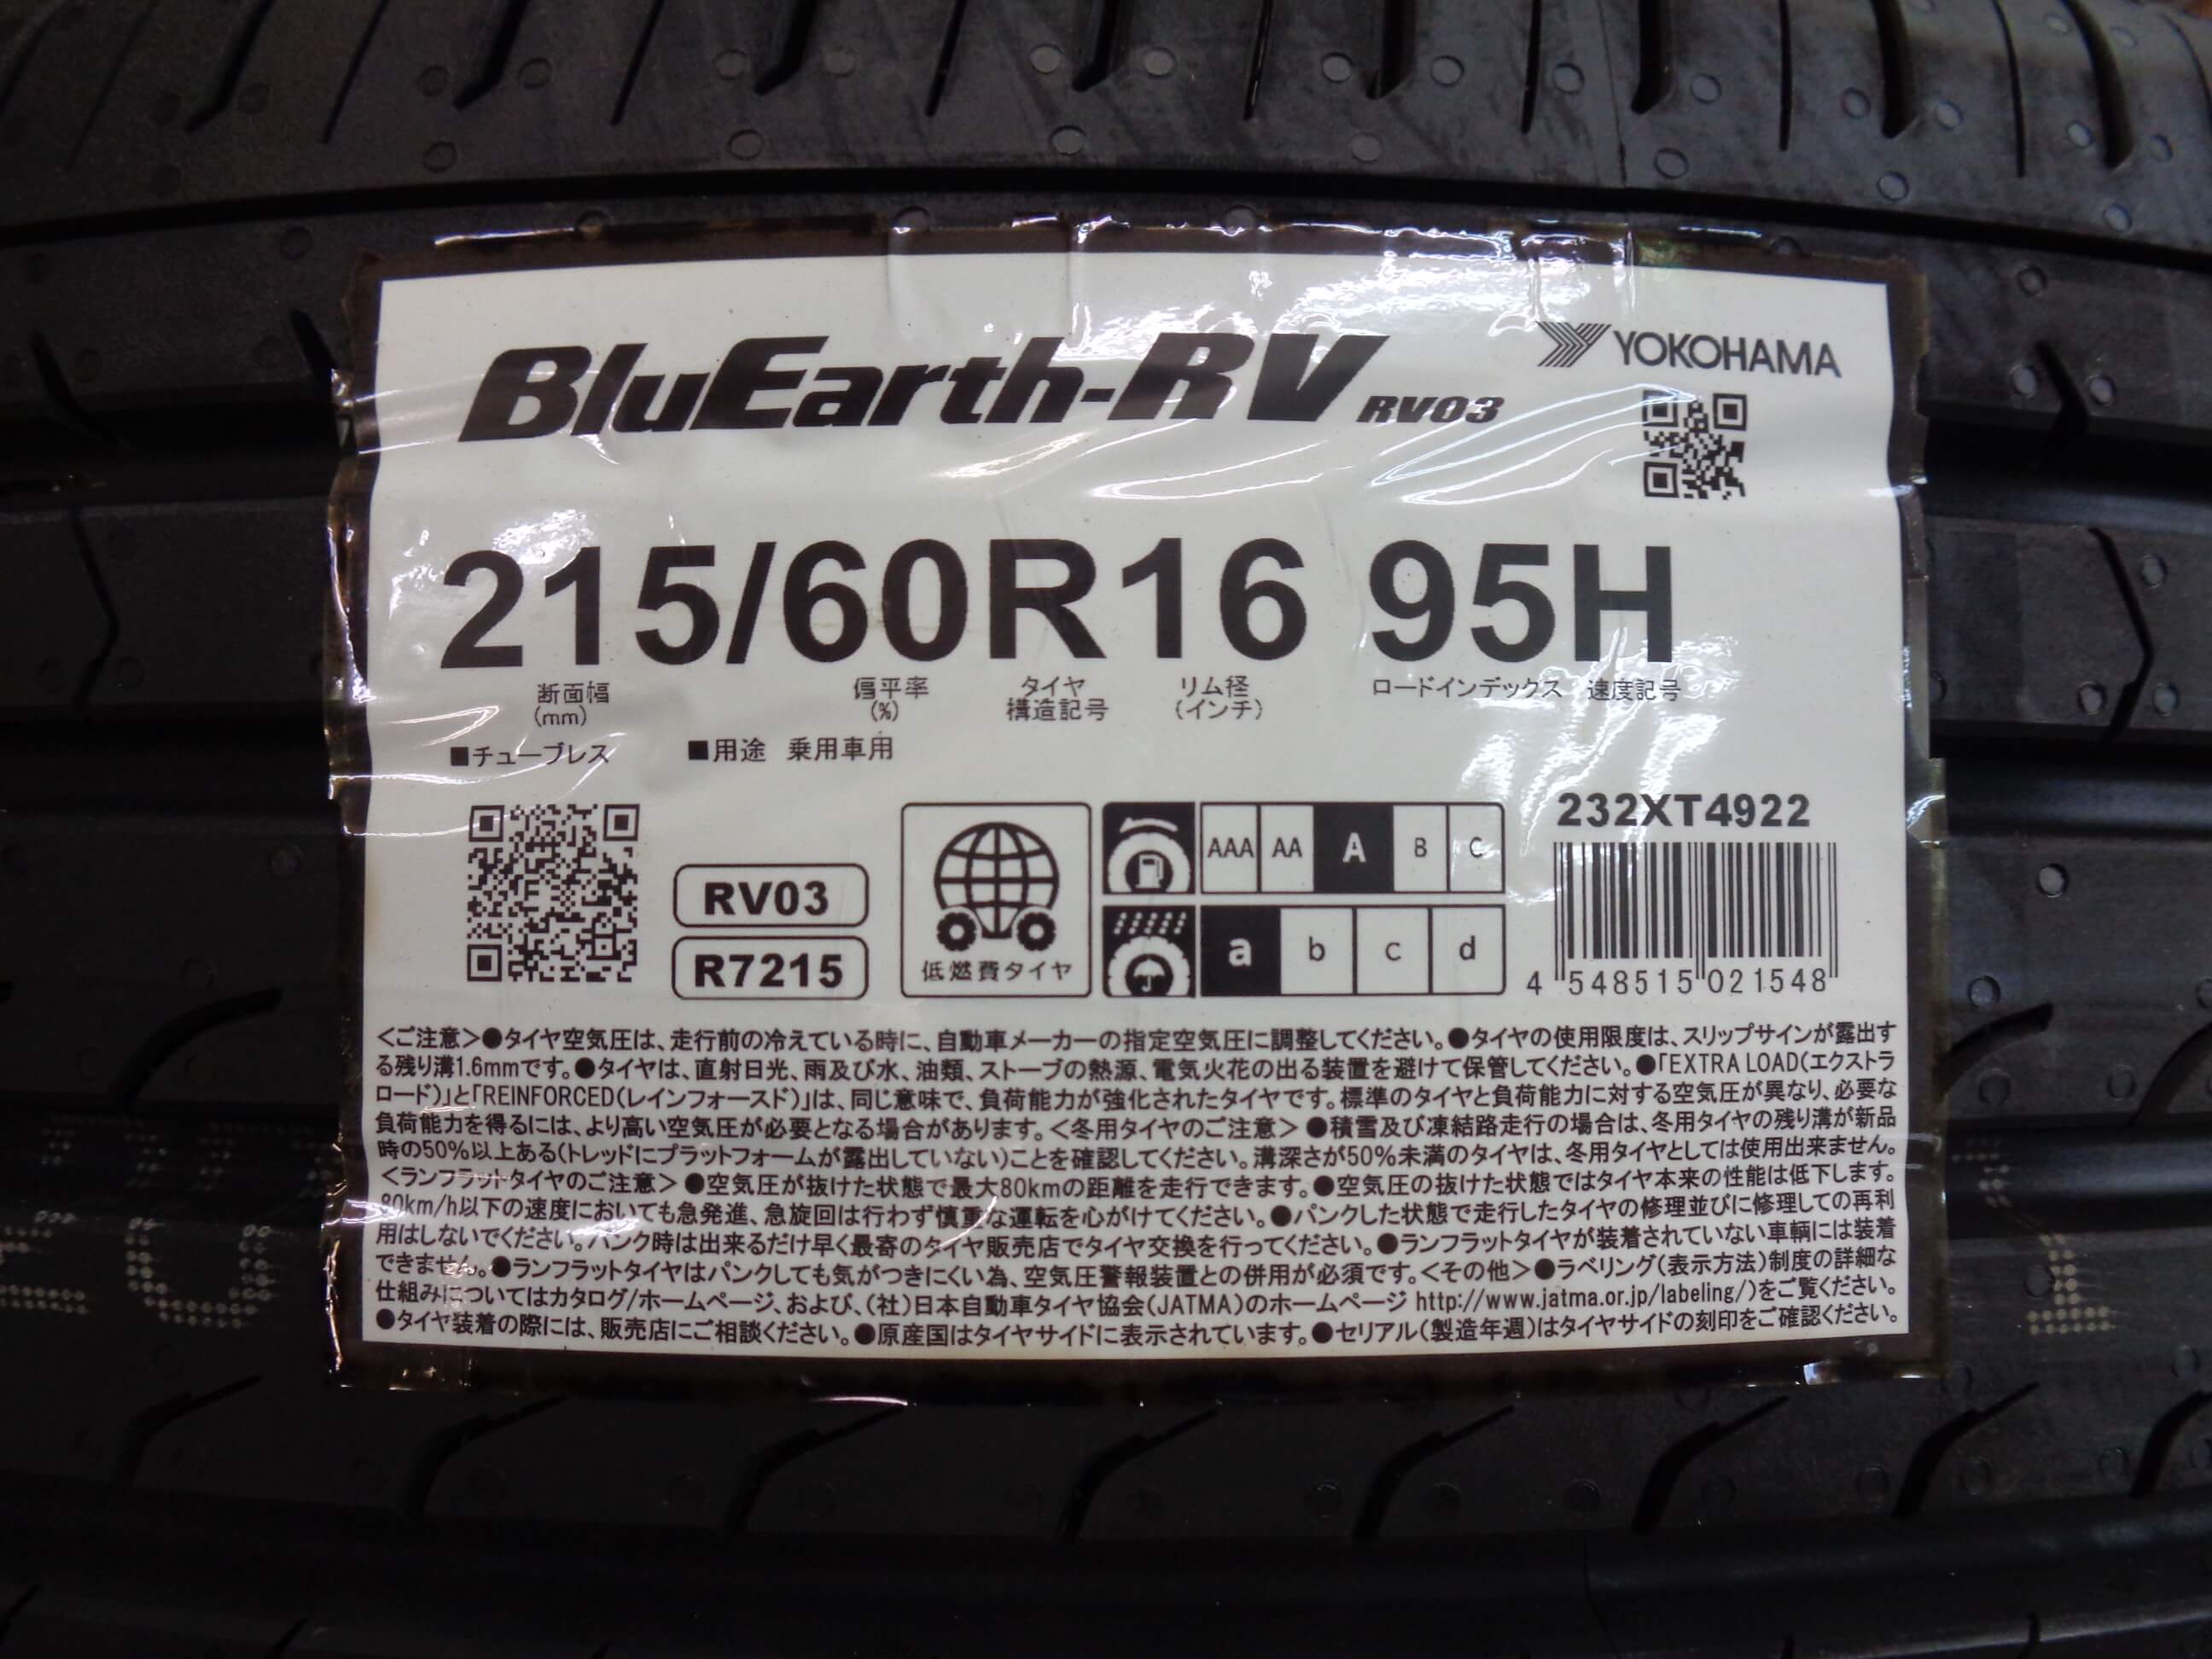 BluEarth-RV RV03
YOKOHAMA
215/60R16 95H
断面幅 偏平率 タイヤ リム径 ロードインデックス 速度記号
(mm) (%) 構造記号 (インチ)
■チューブレス ■用途 乗用車用
232XT4922
AAA AA A B C
RV03
a b c d
R7215
低燃費タイヤ
4 548515 021548
<ご注意>●タイヤ空気圧は、走行前の冷えている時に、自動車メーカーの指定空気圧に調整してください。●タイヤの使用限度は、スリップサインが露出す
る残り溝1.6mmです。●タイヤは、直射日光、雨及び水、油類、ストーブの熱源、電気火花の出る装置を避けて保管してください。●「EXTRA LOAD(エクストラ
ロード)」と「REINFORCED(レインフォースド)」は、同じ意味で、負荷能力が強化されたタイヤです。標準のタイヤと負荷能力に対する空気圧が異なり、必要な
負荷能力を得るには、より高い空気圧が必要となる場合があります。<冬用タイヤのご注意>●積雪及び凍結路走行の場合は、冬用タイヤの残り溝が新品
時の50%以上ある(トレッドにプラットフォームが露出していない)ことを確認してください。溝深さが50%未満のタイヤは、冬用タイヤとしては使用出来ません。
<ランフラットタイヤのご注意>●空気圧が抜けた状態で最大80kmの距離を走行できます。●空気圧の抜けた状態ではタイヤ本来の性能は低下します。
80km/h以下の速度においても急発進、急旋回は行わず慎重な運転を心がけてください。●パンクした状態で走行したタイヤの修理並びに修理しての再利
用はしないでください。パンク時は出来るだけ早く最寄のタイヤ販売店でタイヤ交換を行ってください。●ランフラットタイヤが装着されていない車輌には装着
できません。●ランフラットタイヤはパンクしても気がつきにくい為、空気圧警報装置との併用が必須です。<その他>●ラベリング(表示方法)制度の詳細な
仕組みについてはカタログ/ホームページ、および、(社)日本自動車タイヤ協会(JATMA)のホームページ http://www.jatma.or.jp/labeling/)をご覧ください。
●タイヤ装着の際には、販売店にご相談ください。●原産国はタイヤサイドに表示されています。●セリアル(製造年週)はタイヤサイドの刻印をご確認ください。